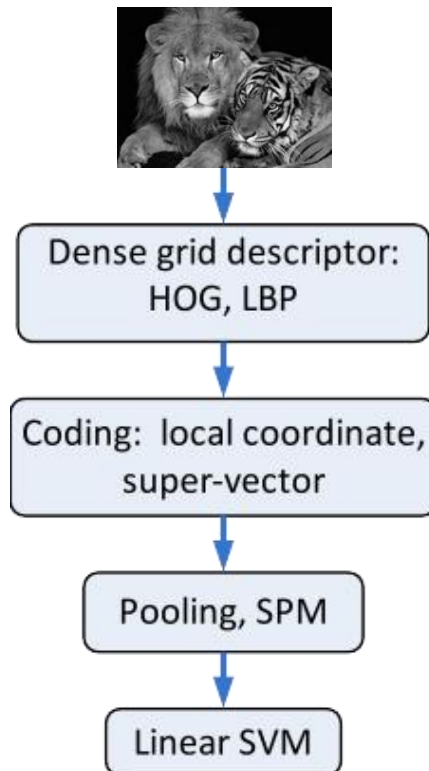 Dense grid descriptor:
HOG, LBP
Coding:  local coordinate,
super-vector
Pooling, SPM
Linear SVM